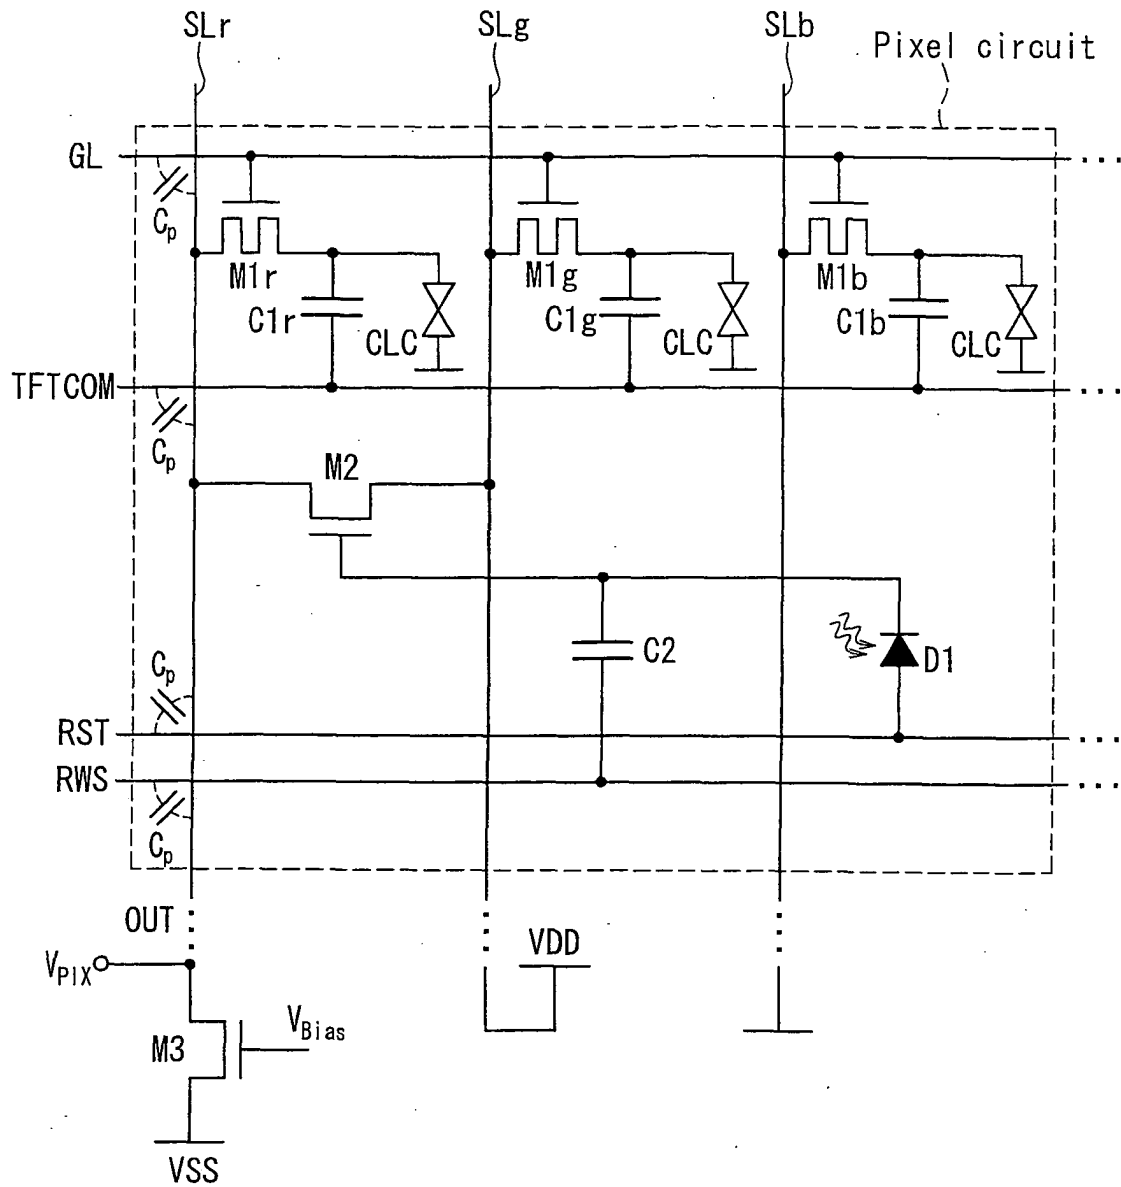 SLr
SLg
SLb
Pixel circuit
GL
Cp
M1r
C1r
CLC
M1g
C1g
CLC
M1b
C1b
CLC
TFTCOM
Cp
M2
C2
D1
Cp
RST
RWS
Cp
OUT
VPIX
VDD
M3
VBias
VSS